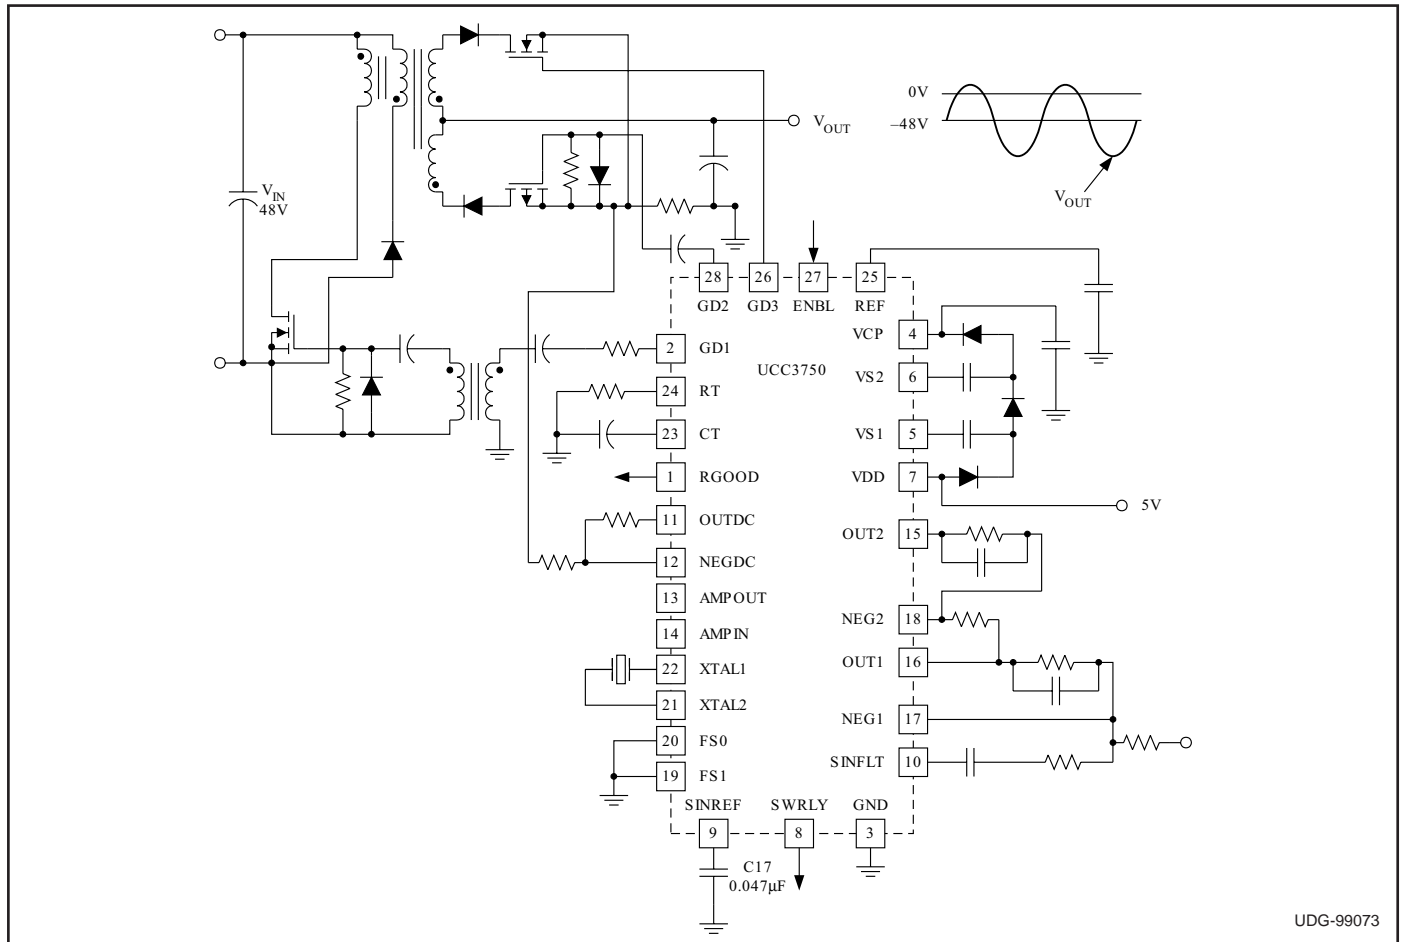 0V
–48V
VOUT
VOUT
VIN
48V
28
26
27
25
GD2
GD3
ENBL
REF
VCP
4
2
GD1
UCC3750
VS2
6
24
RT
23
CT
VS1
5
1
RGOOD
VDD
7
5V
11
OUTDC
OUT2
15
12
NEGDC
13
AMPOUT
NEG2
18
14
AMPIN
OUT1
16
22
XTAL1
21
XTAL2
NEG1
17
20
FS0
SINFLT
10
19
FS1
SINREF
SWRLY
GND
9
8
3
C17
0.047µF
UDG-99073